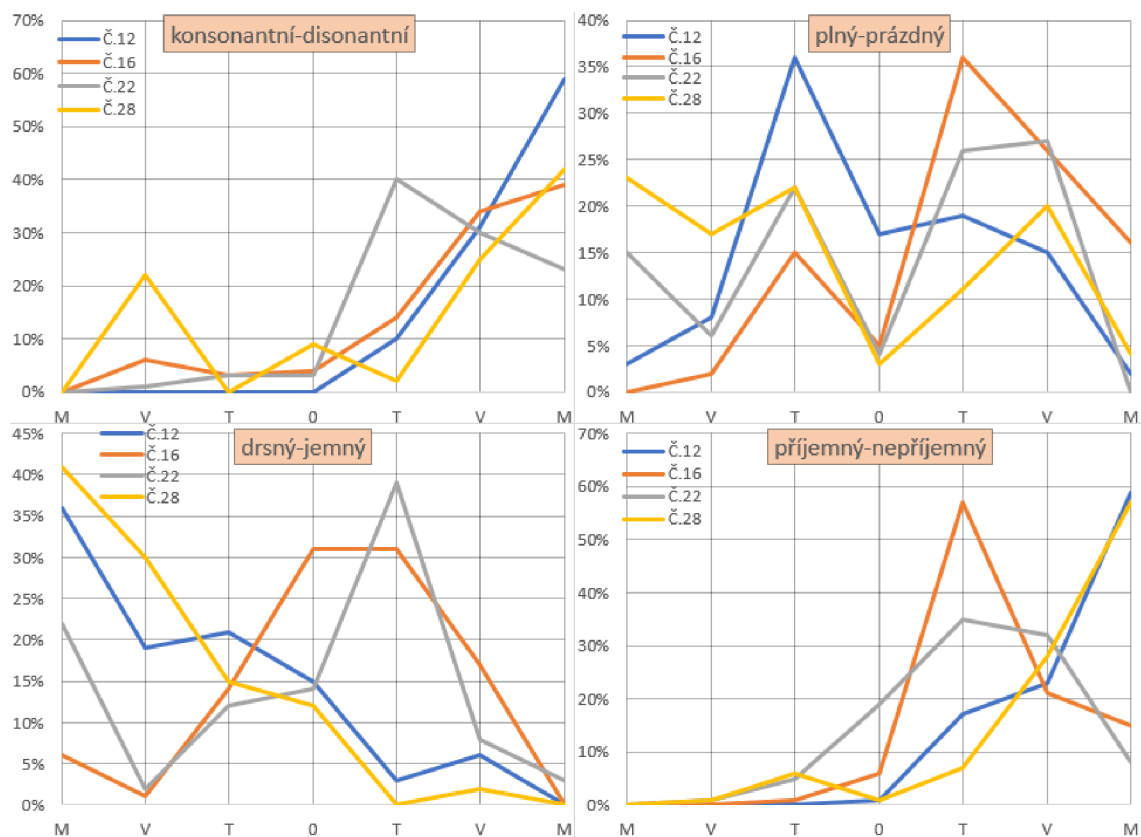 konsonantní-disonantní
Č.12
Č.16
Č.22
Č.28
70%
60%
50%
40%
30%
20%
10%
0%
M V T 0 T V M
plný-prázdný
Č.12
Č.16
Č.22
Č.28
40%
35%
30%
25%
20%
15%
10%
5%
0%
M V T 0 T V M
drsný-jemný
Č.12
Č.16
Č.22
Č.28
45%
40%
35%
30%
25%
20%
15%
10%
5%
0%
M V T 0 T V M
příjemný-nepříjemný
Č.12
Č.16
Č.22
Č.28
70%
60%
50%
40%
30%
20%
10%
0%
M V T 0 T V M